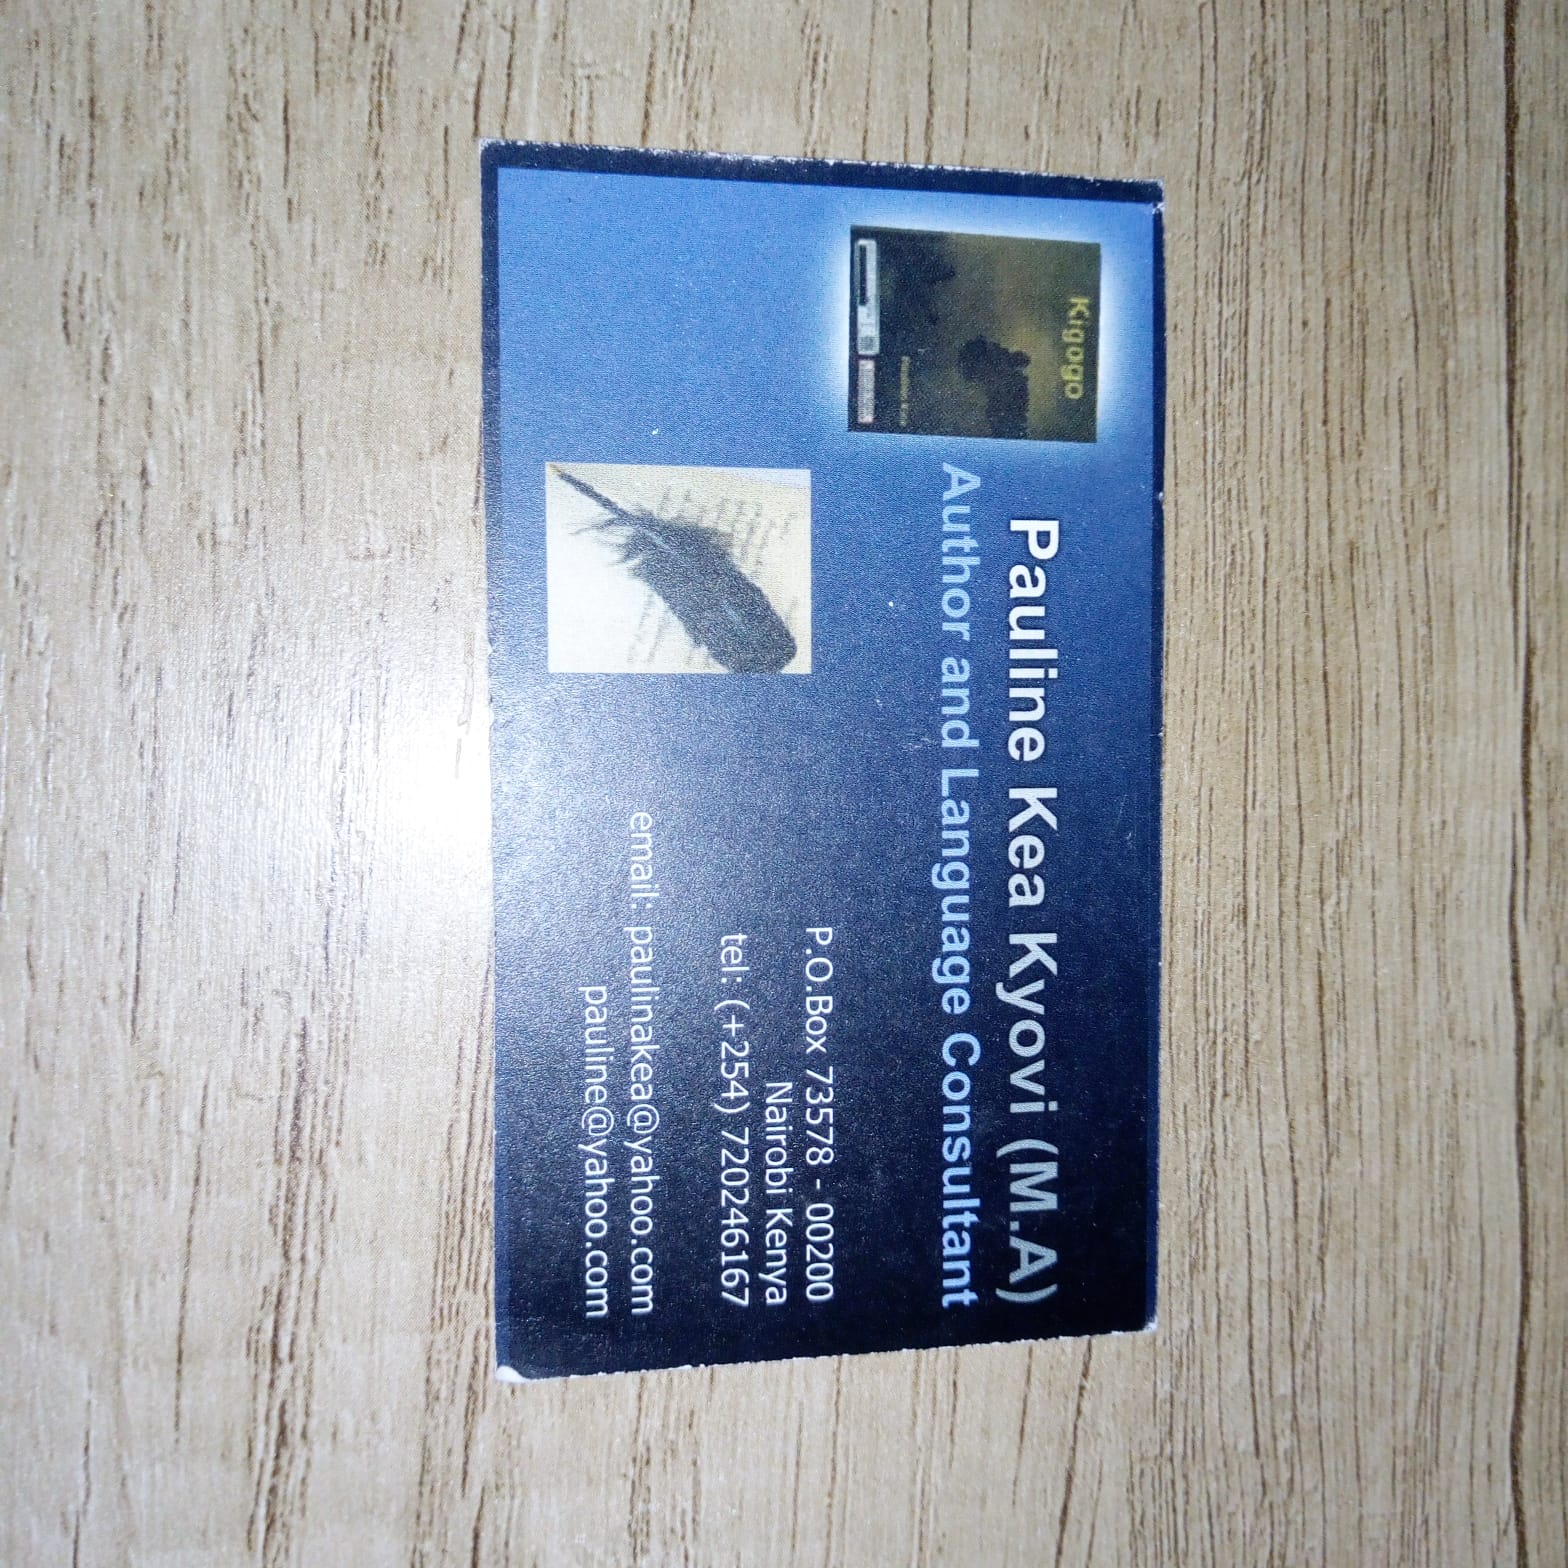 Kigogo
Pauline Kea Kyovi (M.A)
Author and Language Consultant
P.O.Box 73578 - 00200
Nairobi Kenya
tel: (+254) 720246167
email: paulinakea@yahoo.com
pauline@yahoo.com